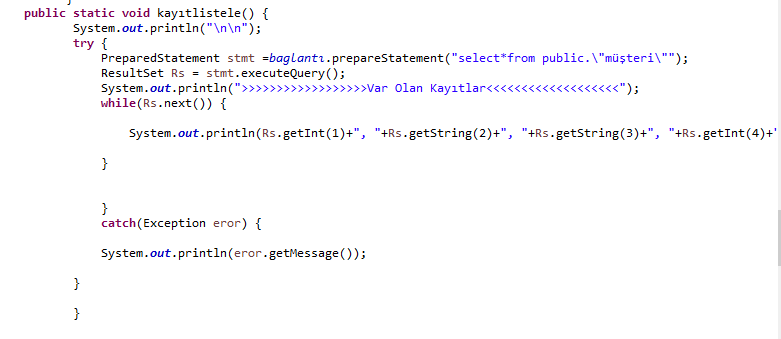 }
public static void kayıtlistele() {
System.out.println("\n\n");
try {
PreparedStatement stmt =baglantı.prepareStatement("select*from public.\"müşteri\"");
ResultSet Rs = stmt.executeQuery();
System.out.println(">>>>>>>>>>>>>>>>>>Var Olan Kayıtlar<<<<<<<<<<<<<<<<<<<");
while(Rs.next()) {
System.out.println(Rs.getInt(1)+", "+Rs.getString(2)+", "+Rs.getString(3)+", "+Rs.getInt(4)+"
}
}
catch(Exception eror) {
System.out.println(eror.getMessage());
}
}